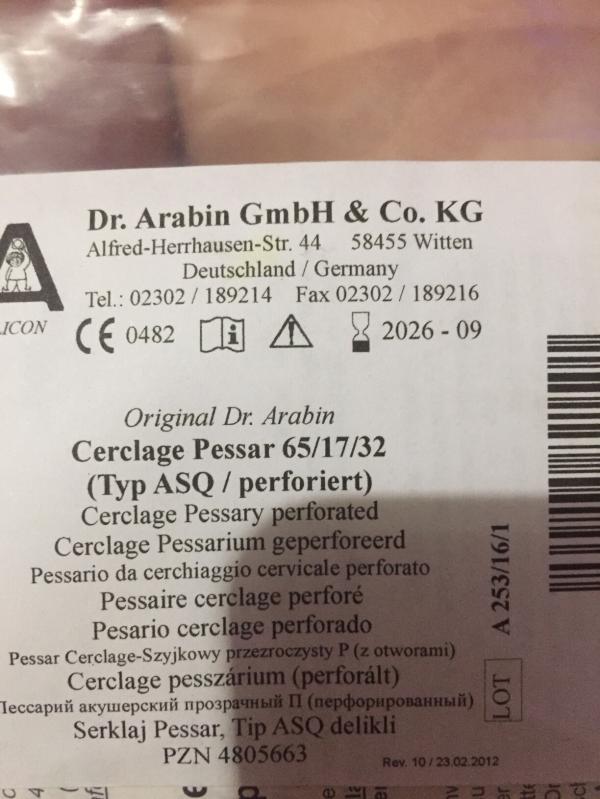 Dr. Arabin GmbH & Co. KG
Alfred-Herrhausen-Str. 44 58455 Witten
Deutschland / Germany
Tel.: 02302 / 189214 Fax 02302 / 189216
A
ICON
CE 0482 i 2026 - 09
Original Dr. Arabin
Cerclage Pessar 65/17/32
(Typ ASQ / perforiert)
Cerclage Pessary perforated
Cerclage Pessarium geperforeerd
Pessario da cerchiaggio cervicale perforato
Pessaire cerclage perforé
Pesario cerclage perforado
Pessar Cerclage-Szyjkowy przezroczysty P (z otworami)
Cerclage pesszárium (perforált)
Пессарий акушерский прозрачный П (перфорированный)
Serklaj Pessar, Tip ASQ delikli
PZN 4805663
Rev. 10 / 23.02.2012
LOT A 253/16/1